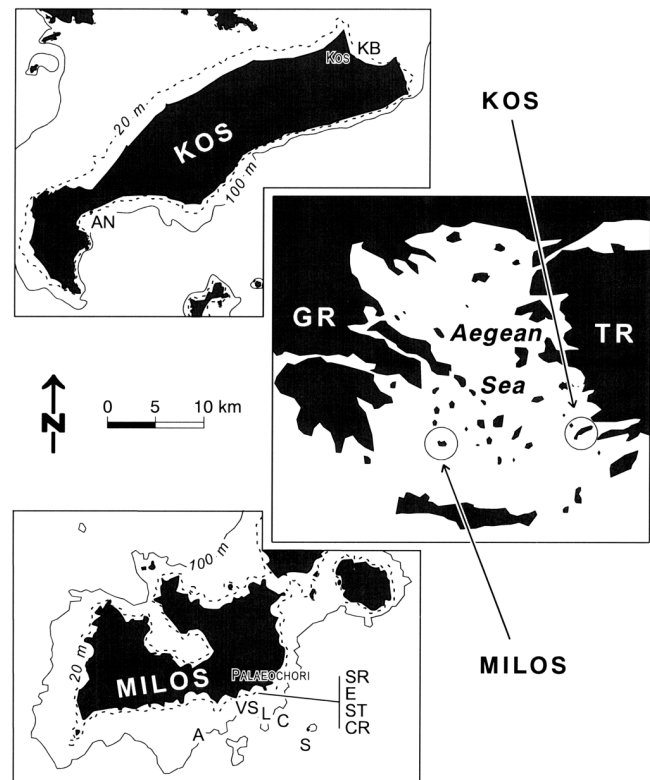 KB
Kos
20 m
KOS
100 m
AN
KOS
GR
Aegean
TR
Sea
N
0 5 10 km
100 m
20 m
MILOS
PALAEOCHORI
SR
E
ST
CR
VS
L
C
A
S
MILOS